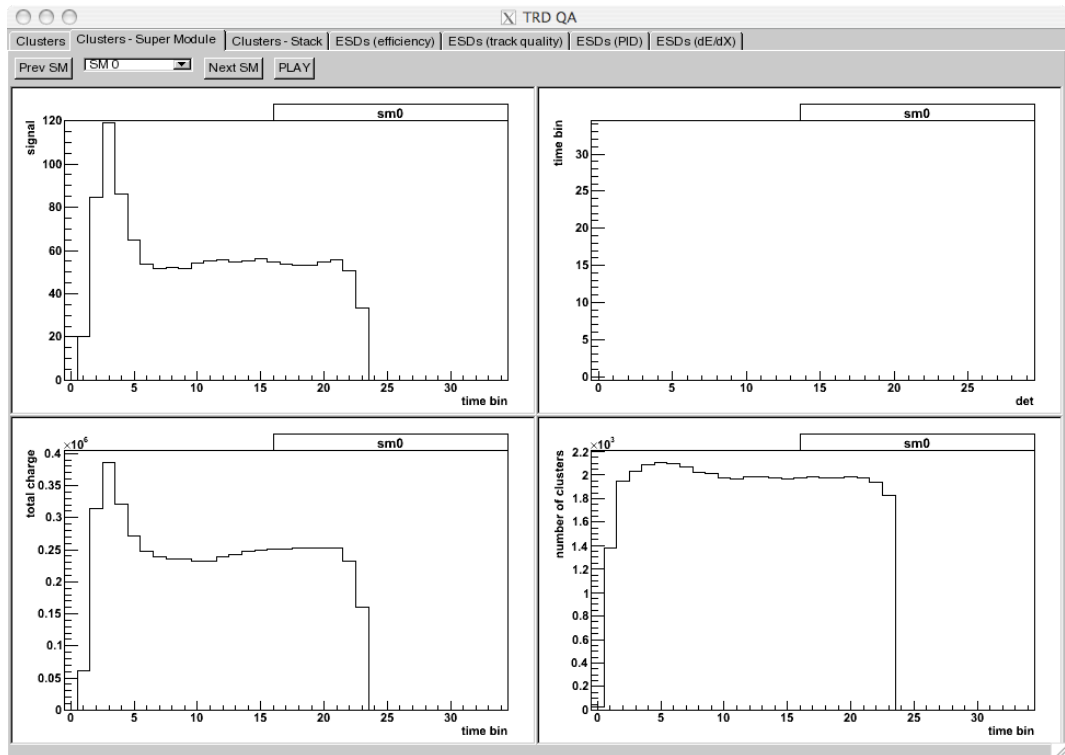 TRD QA
Clusters Clusters - Super Module Clusters - Stack ESDs (efficiency) ESDs (track quality) ESDs (PID) ESDs (dE/dX)
Prev SM SM 0 Next SM PLAY
sm0
signal
120
100
80
60
40
20
0
0 5 10 15 20 25 30
time bin
sm0
time bin
30
25
20
15
10
5
0
0 5 10 15 20 25
det
sm0
×10^6
total charge
0.4
0.35
0.3
0.25
0.2
0.15
0.1
0.05
0
0 5 10 15 20 25 30
time bin
sm0
×10^3
number of clusters
2.2
2
1.8
1.6
1.4
1.2
1
0.8
0.6
0.4
0.2
0
0 5 10 15 20 25 30
time bin